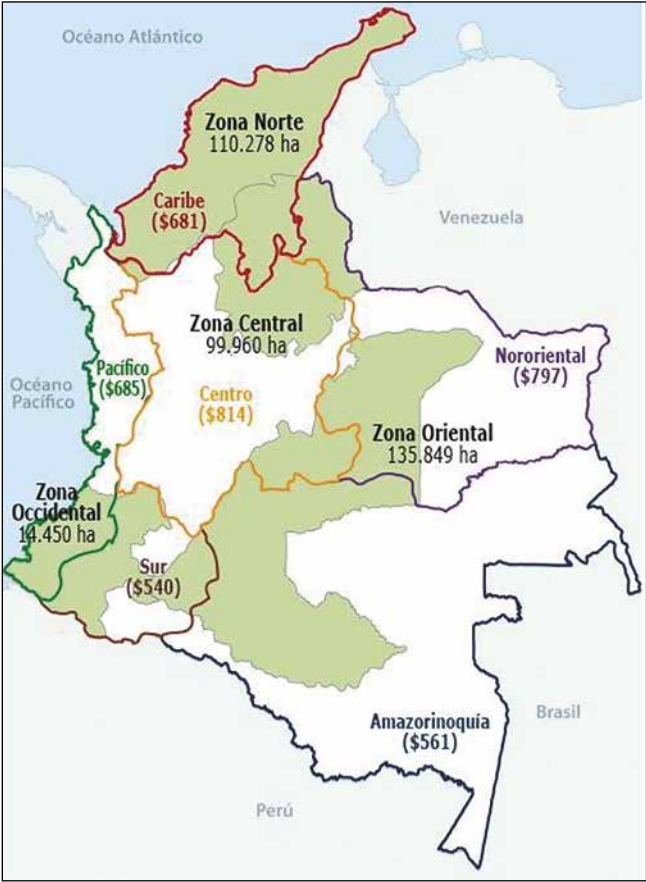 Océano Atlántico
Zona Norte
110.278 ha
Caribe
($681)
Venezuela
Zona Central
99.960 ha
Pacífico
($685)
Nororiental
($797)
Océano
Pacífico
Centro
($814)
Zona Oriental
135.849 ha
Zona
Occidental
14.450 ha
Sur
($540)
Amazorinoquía
($561)
Brasil
Perú